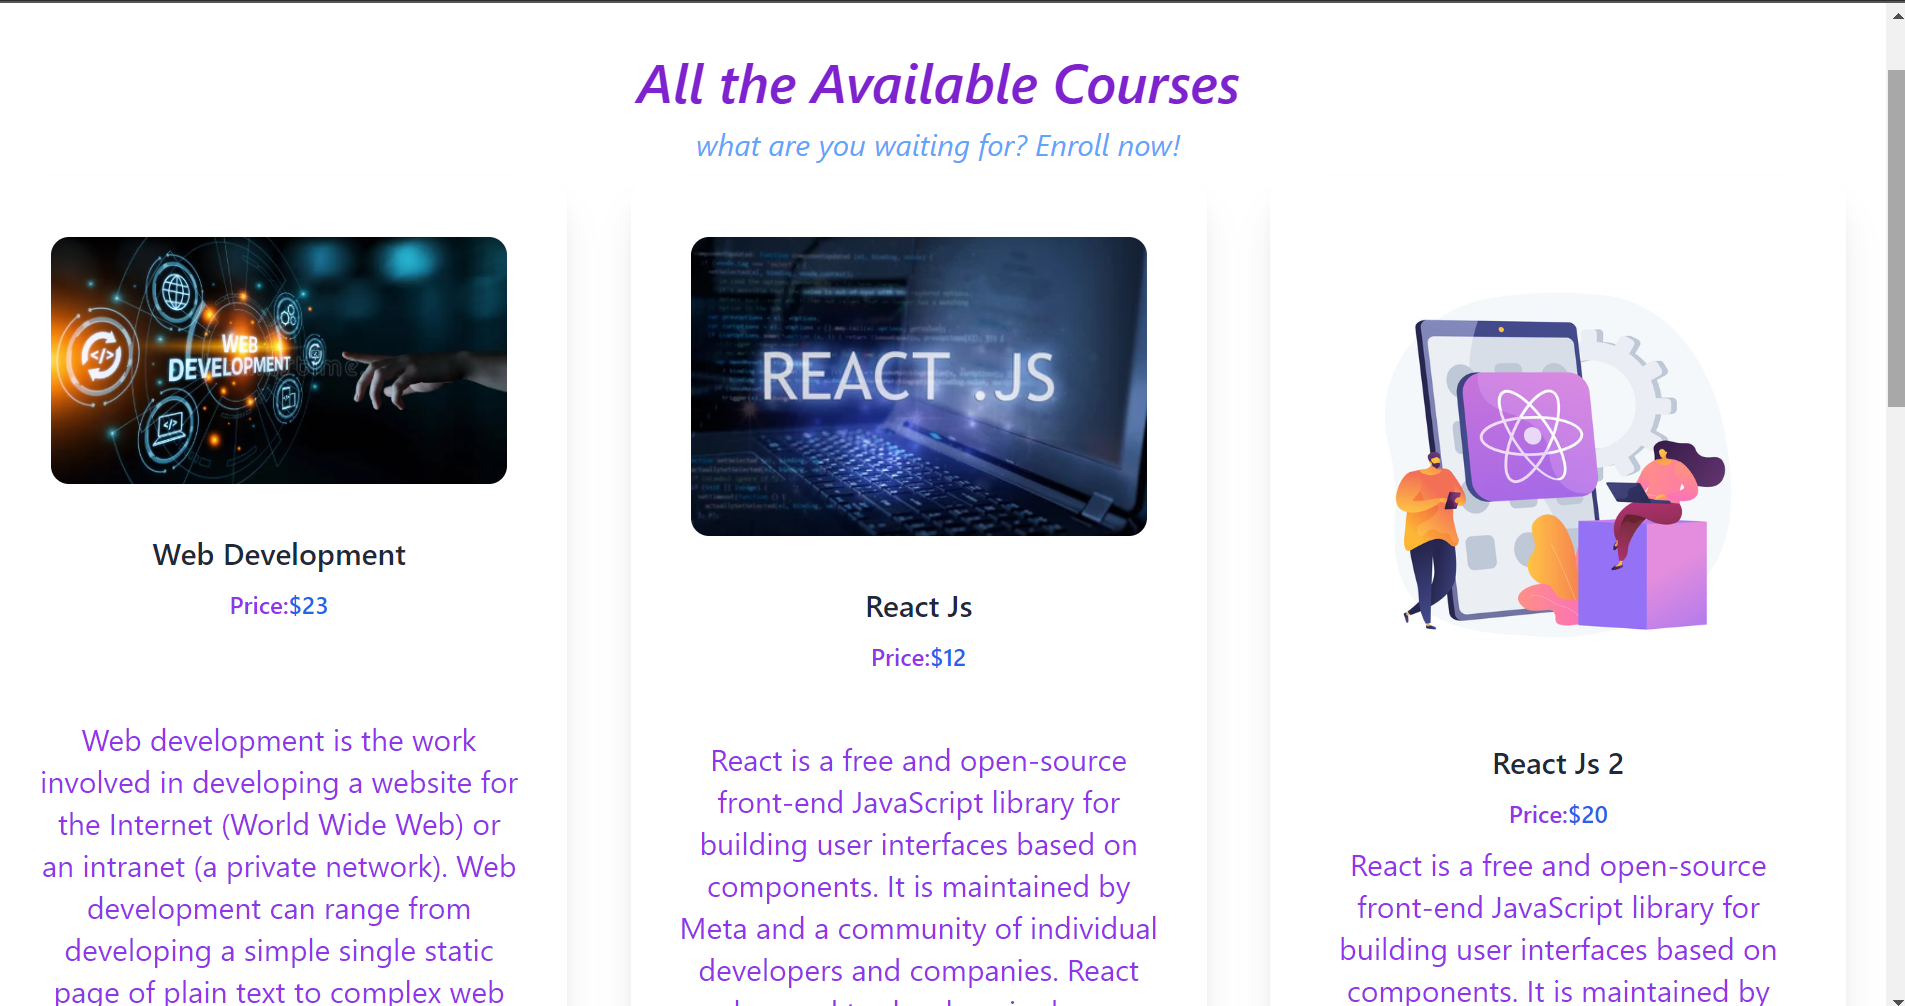 All the Available Courses
what are you waiting for? Enroll now!
WEB
DEVELOPMENT
REACT .JS
Web Development
Price:$23
Web development is the work
involved in developing a website for
the Internet (World Wide Web) or
an intranet (a private network). Web
development can range from
developing a simple single static
page of plain text to complex web
React Js
Price:$12
React is a free and open-source
front-end JavaScript library for
building user interfaces based on
components. It is maintained by
Meta and a community of individual
developers and companies. React
React Js 2
Price:$20
React is a free and open-source
front-end JavaScript library for
building user interfaces based on
components. It is maintained by